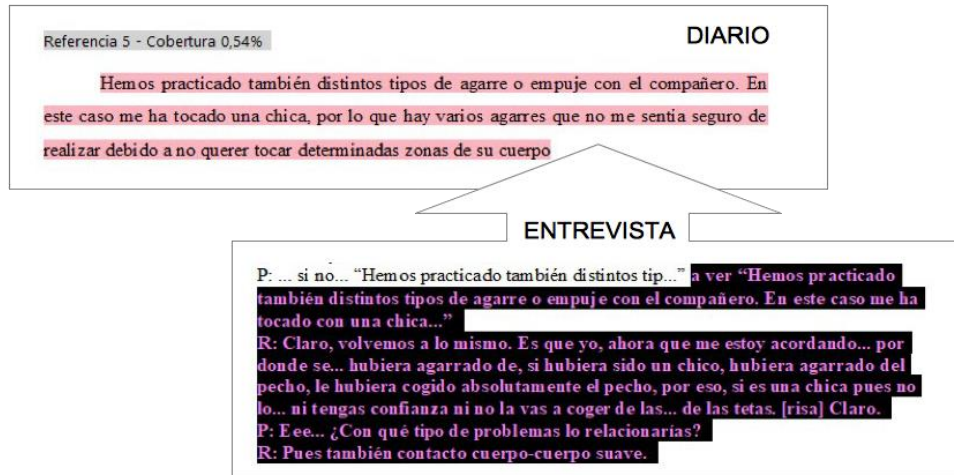 Referencia 5 - Cobertura 0,54%
DIARIO
Hemos practicado también distintos tipos de agarre o empuje con el compañero. En
este caso me ha tocado una chica, por lo que hay varios agarres que no me sentia seguro de
realizar debido a no querer tocar determinadas zonas de su cuerpo
ENTREVISTA
P: ... si no... “Hemos practicado también distintos tip...” a ver “Hemos practicado
también distintos tipos de agarre o empuje con el compañero. En este caso me ha
tocado con una chica...”
R: Claro, volvemos a lo mismo. Es que yo, ahora que me estoy acordando... por
donde se... hubiera agarrado de, si hubiera sido un chico, hubiera agarrado del
pecho, le hubiera cogido absolutamente el pecho, por eso, si es una chica pues no
lo... ni tengas confianza ni no la vas a coger de las... de las tetas. [risa] Claro.
P: Eee... ¿Con qué tipo de problemas lo relacionarías?
R: Pues también contacto cuerpo-cuerpo suave.